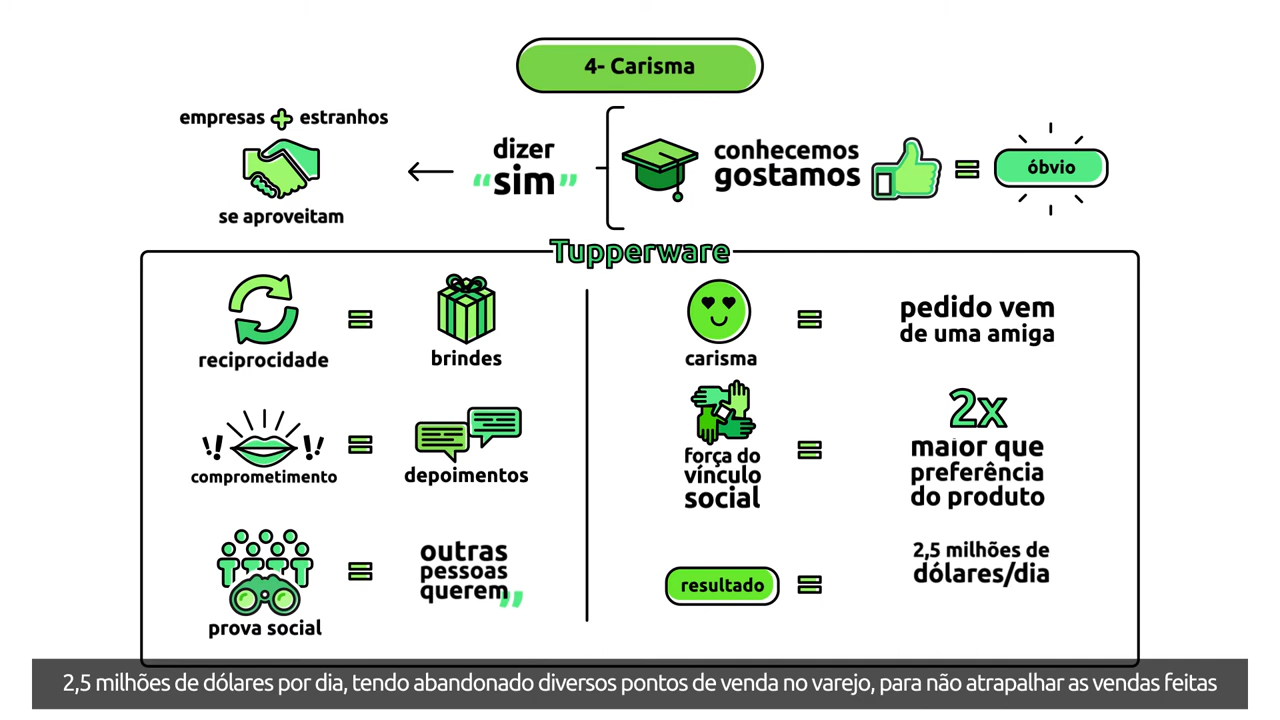 4- Carisma
empresas + estranhos
se aproveitam
dizer
"sim"
conhecemos
gostamos
=
óbvio
Tupperware
reciprocidade
=
brindes
comprometimento
=
depoimentos
prova social
=
outras
pessoas
querem"
carisma
=
pedido vem
de uma amiga
força do
vínculo
social
=
2x
maior que
preferência
do produto
resultado
=
2,5 milhões de
dólares/dia
2,5 milhões de dólares por dia, tendo abandonado diversos pontos de venda no varejo, para não atrapalhar as vendas feitas